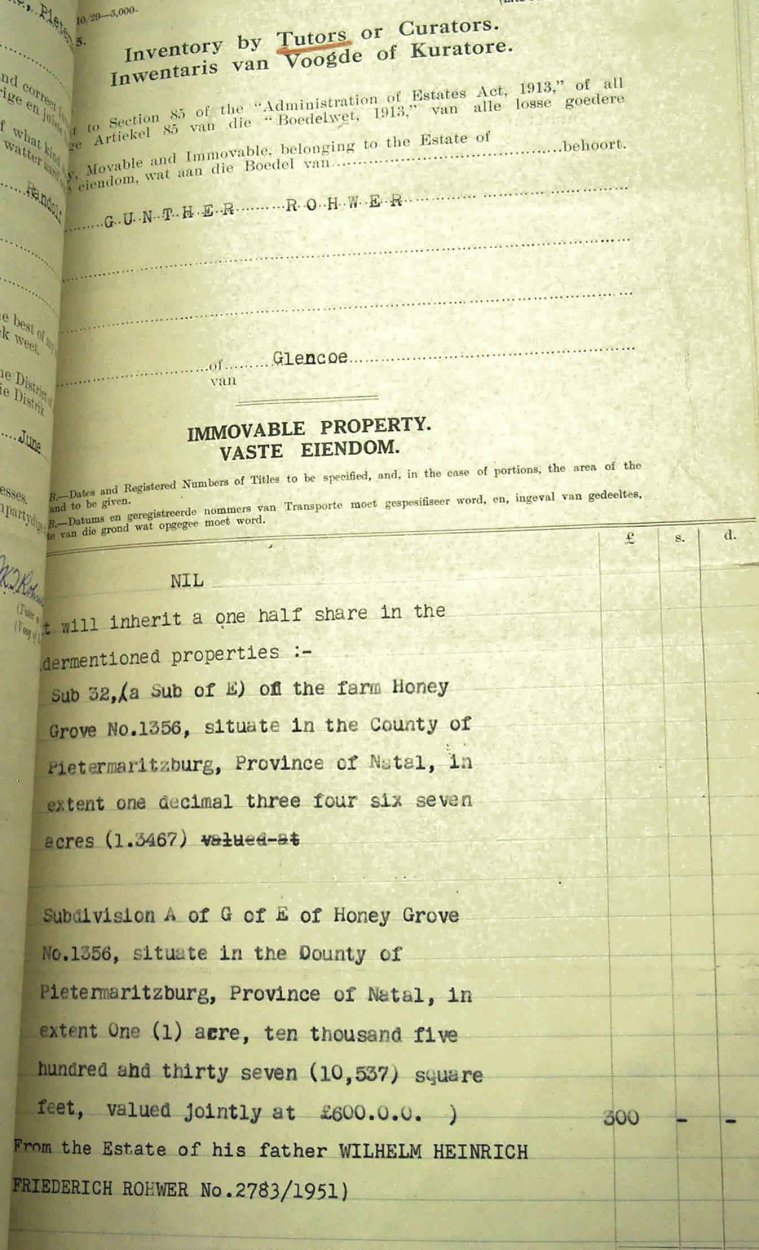 10/29—5,000-
5.
Inventory by Tutors or Curators.
Inwentaris van Voogde of Kuratore.
to Section 85 of the "Administration of Estates Act, 1913," of all
Artiekel 85 van die "Boedelwet, 1913," van alle losse goedere
Movable and Immovable, belonging to the Estate of
eiendom, wat aan die Boedel van behoort.
GUNTHER ROHWER
of Glencoe
van
IMMOVABLE PROPERTY.
VASTE EIENDOM.
B.—Dates and Registered Numbers of Titles to be specified, and, in the case of portions, the area of the
and to be given.
B.—Datums en geregistreerde nommers van Transporte moet gespesifiseer word, en, ingeval van gedeeltes,
te van die grond wat opgegee moet word.
£ s. d.
NIL
t will inherit a one half share in the
dermentioned properties :-
Sub 32,(a Sub of E) of the farm Honey
Grove No.1356, situate in the County of
Pietermaritzburg, Province of Natal, in
extent one decimal three four six seven
acres (1.3467) valued at
Subdivision A of G of E of Honey Grove
No.1356, situate in the Dounty of
Pietermaritzburg, Province of Natal, in
extent One (1) acre, ten thousand five
hundred and thirty seven (10,537) square
feet, valued jointly at £600.0.0. ) 300 - -
From the Estate of his father WILHELM HEINRICH
FRIEDERICH ROHWER No.2783/1951)